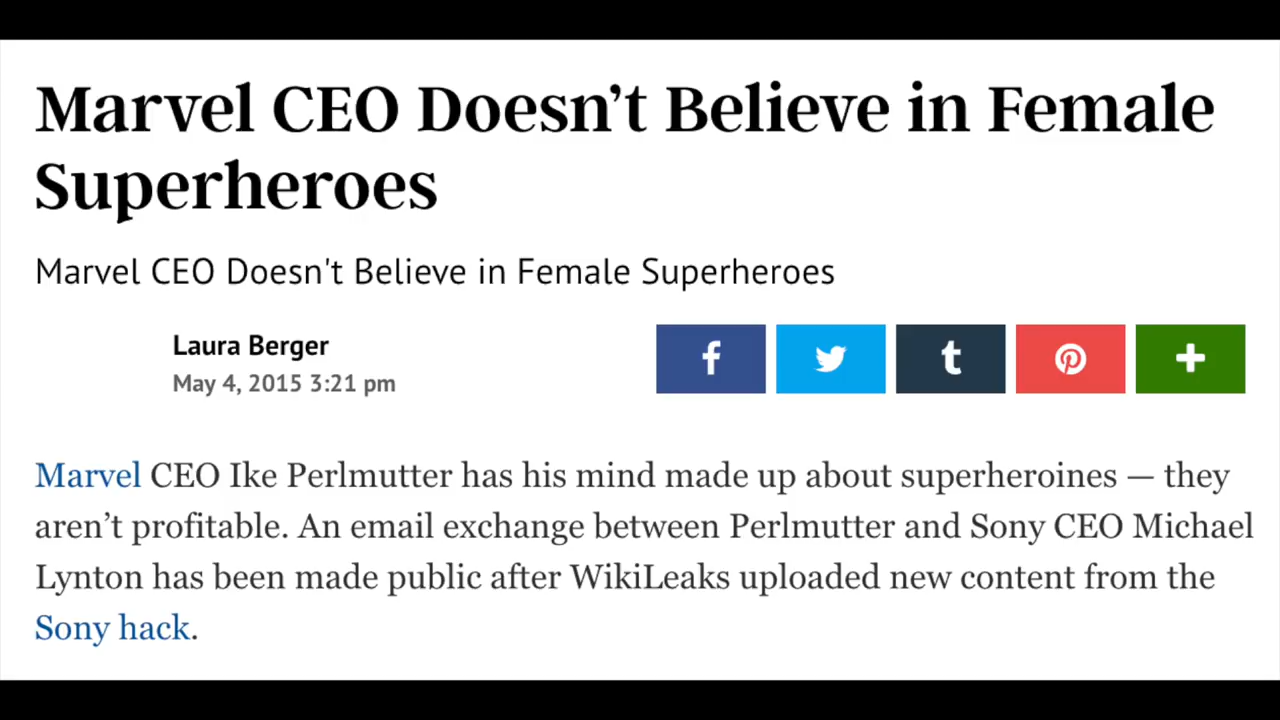 Marvel CEO Doesn’t Believe in Female
Superheroes
Marvel CEO Doesn't Believe in Female Superheroes
Laura Berger
May 4, 2015 3:21 pm
Marvel CEO Ike Perlmutter has his mind made up about superheroines — they
aren’t profitable. An email exchange between Perlmutter and Sony CEO Michael
Lynton has been made public after WikiLeaks uploaded new content from the
Sony hack.